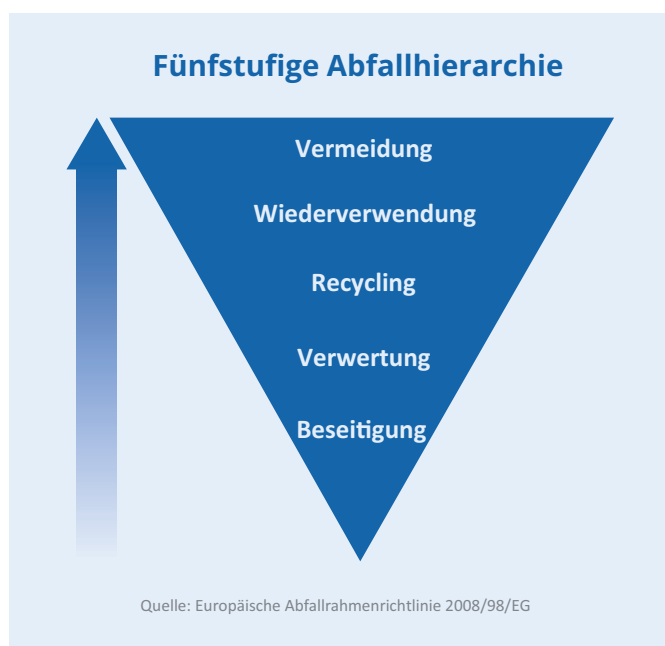 Fünfstufige Abfallhierarchie
Vermeidung
Wiederverwendung
Recycling
Verwertung
Beseitigung
Quelle: Europäische Abfallrahmenrichtlinie 2008/98/EG